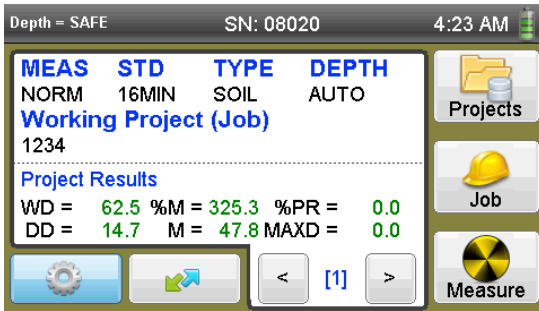 Depth = SAFE SN: 08020 4:23 AM
MEAS STD TYPE DEPTH
NORM 16MIN SOIL AUTO
Working Project (Job)
1234
Project Results
WD = 62.5 %M = 325.3 %PR = 0.0
DD = 14.7 M = 47.8 MAXD = 0.0
< [1] >
Projects
Job
Measure